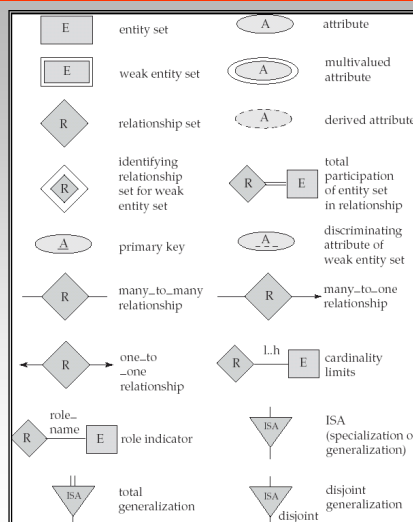 E
entity set
A
attribute
E
weak entity set
A
multivalued
attribute
R
relationship set
A
derived attribute
R
identifying
relationship
set for weak
entity set
R
E
total
participation
of entity set
in relationship
A
primary key
A
discriminating
attribute of
weak entity set
R
many_to_many
relationship
R
many_to_one
relationship
R
one_to
_one
relationship
R
l..h
E
cardinality
limits
R
role_
name
E
role indicator
ISA
ISA
(specialization o
generalization)
ISA
total
generalization
ISA
disjoint
disjoint
generalization